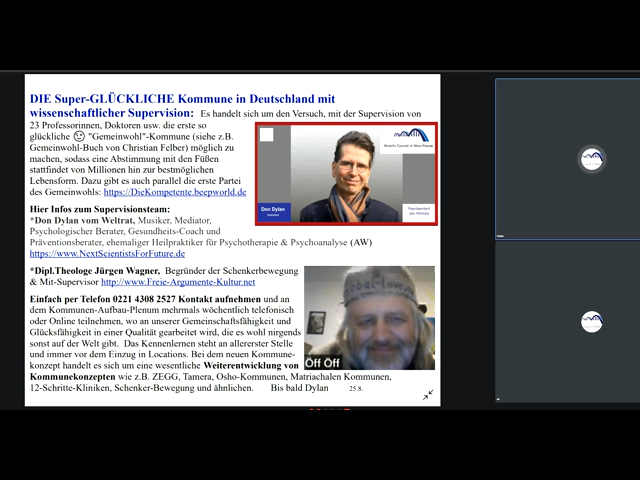 DIE Super-GLÜCKLICHE Kommune in Deutschland mit
wissenschaftlicher Supervision: Es handelt sich um den Versuch, mit der Supervision von
23 Professorinnen, Doktoren usw. die erste so
glückliche 😉 "Gemeinwohl"-Kommune (siehe z.B.
Gemeinwohl-Buch von Christian Felber) möglich zu
machen, sodass eine Abstimmung mit den Füßen
stattfindet von Millionen hin zur bestmöglichen
Lebensform. Dazu gibt es auch parallel die erste Partei
des Gemeinwohls: https://DieKompetente.beepworld.de
World's Council of Wise People
Don Dylan
Hier Infos zum Supervisionsteam:
*Don Dylan vom Weltrat, Musiker, Mediator,
Psychologischer Berater, Gesundheits-Coach und
Präventionsberater, ehemaliger Heilpraktiker für Psychotherapie & Psychoanalyse (AW)
https://www.NextScientistsForFuture.de
*Dipl.Theologe Jürgen Wagner, Begründer der Schenkerbewegung
& Mit-Supervisor http://www.Freie-Argumente-Kultur.net
Einfach per Telefon 0221 4308 2527 Kontakt aufnehmen und an
dem Kommunen-Aufbau-Plenum mehrmals wöchentlich telefonisch
oder Online teilnehmen, wo an unserer Gemeinschaftsfähigkeit und
Glücksfähigkeit in einer Qualität gearbeitet wird, die es wohl nirgends
sonst auf der Welt gibt. Das Kennenlernen steht an allererster Stelle
und immer vor dem Einzug in Locations. Bei dem neuen Kommune-
konzept handelt es sich um eine wesentliche Weiterentwicklung von
Kommunekonzepten wie z.B. ZEGG, Tamera, Osho-Kommunen, Matriachalen Kommunen,
12-Schritte-Kliniken, Schenker-Bewegung und ähnlichen. Bis bald Dylan 25.8.
Öff Öff